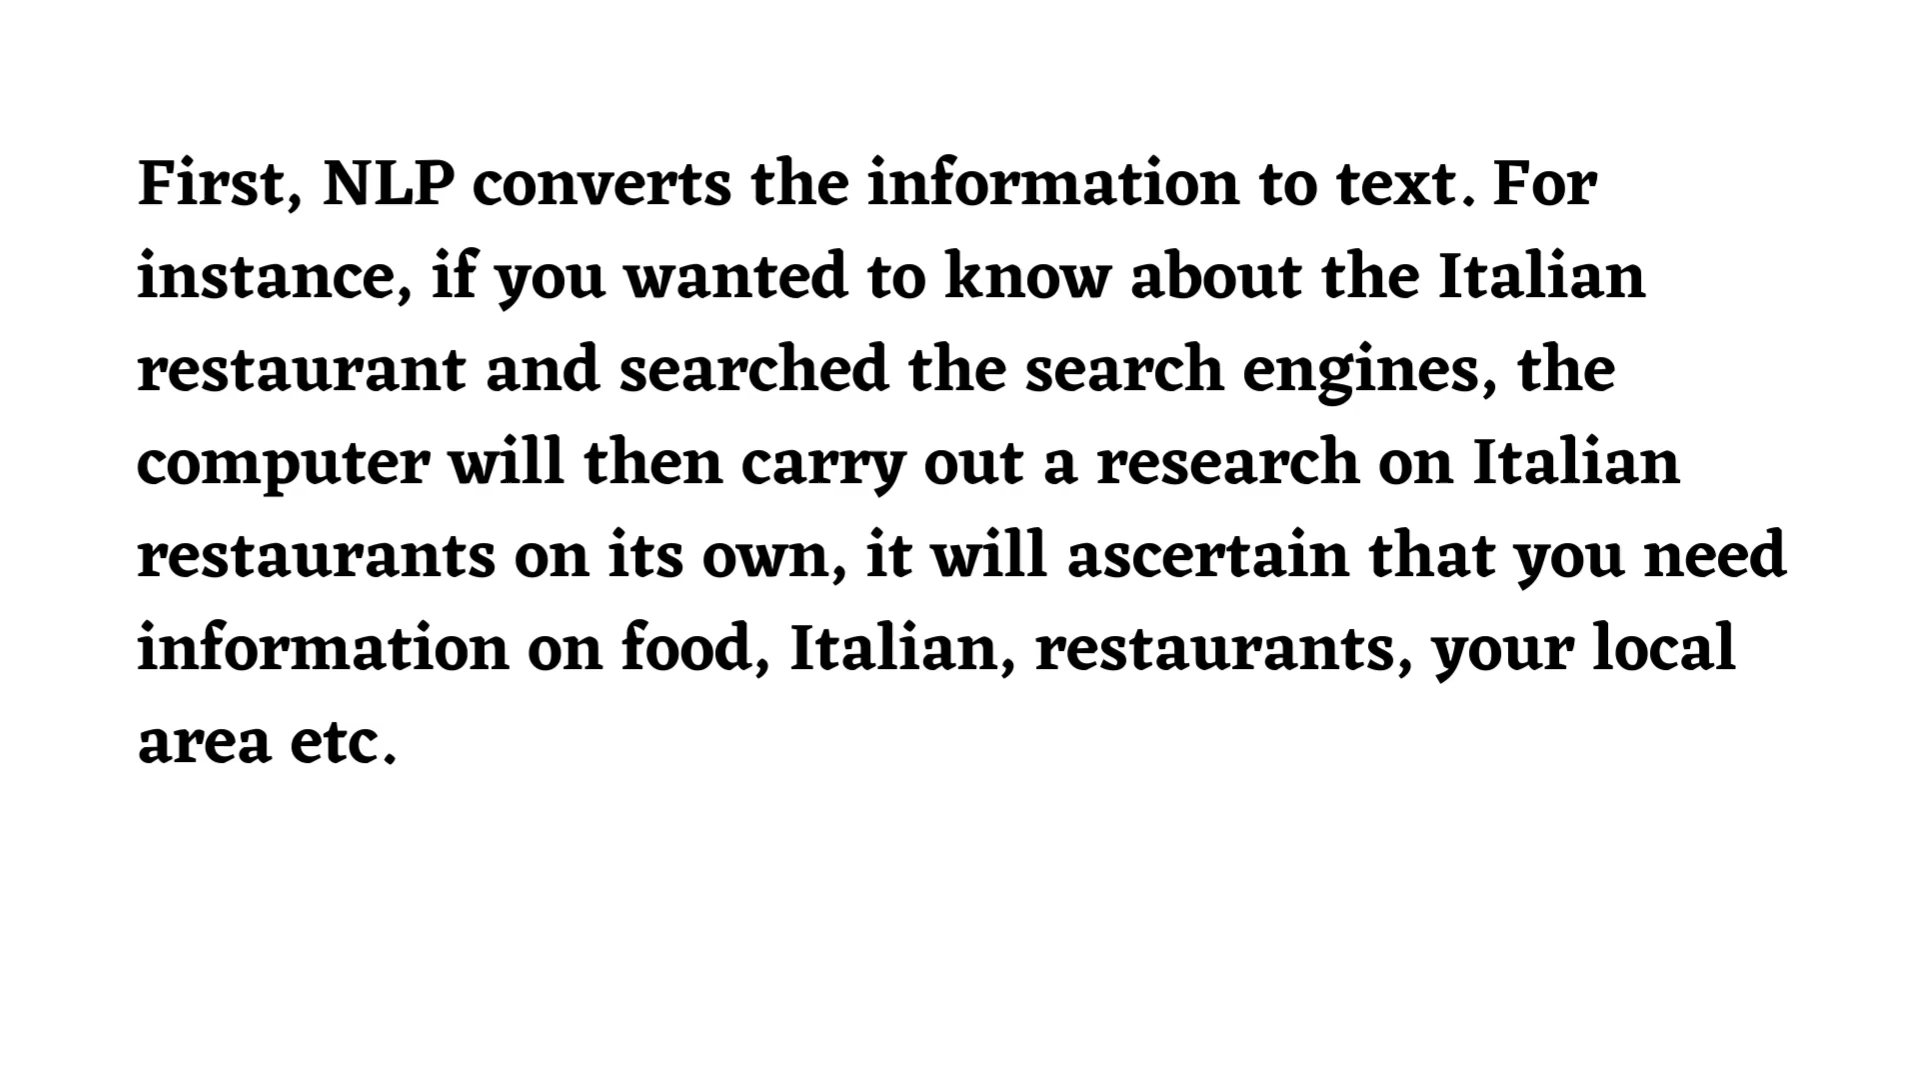 First, NLP converts the information to text. For
instance, if you wanted to know about the Italian
restaurant and searched the search engines, the
computer will then carry out a research on Italian
restaurants on its own, it will ascertain that you need
information on food, Italian, restaurants, your local
area etc.